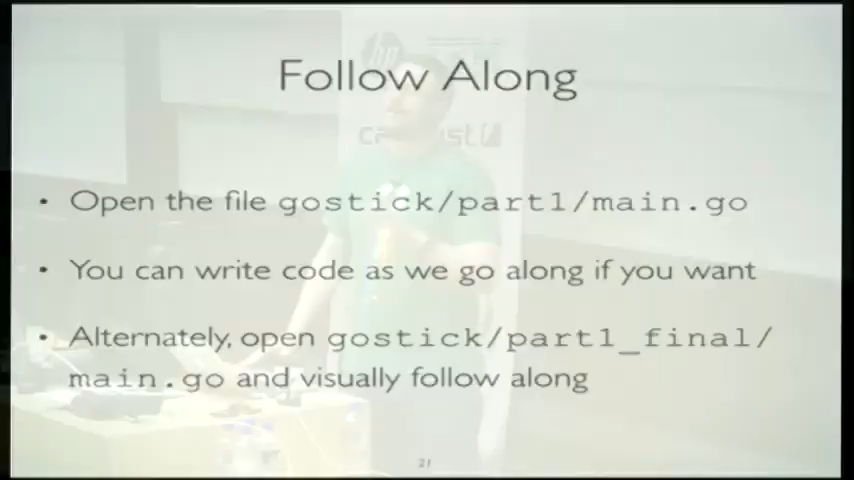 Follow Along
• Open the file gostick/part1/main.go
• You can write code as we go along if you want
• Alternately, open gostick/part1_final/
main.go and visually follow along
21
hp